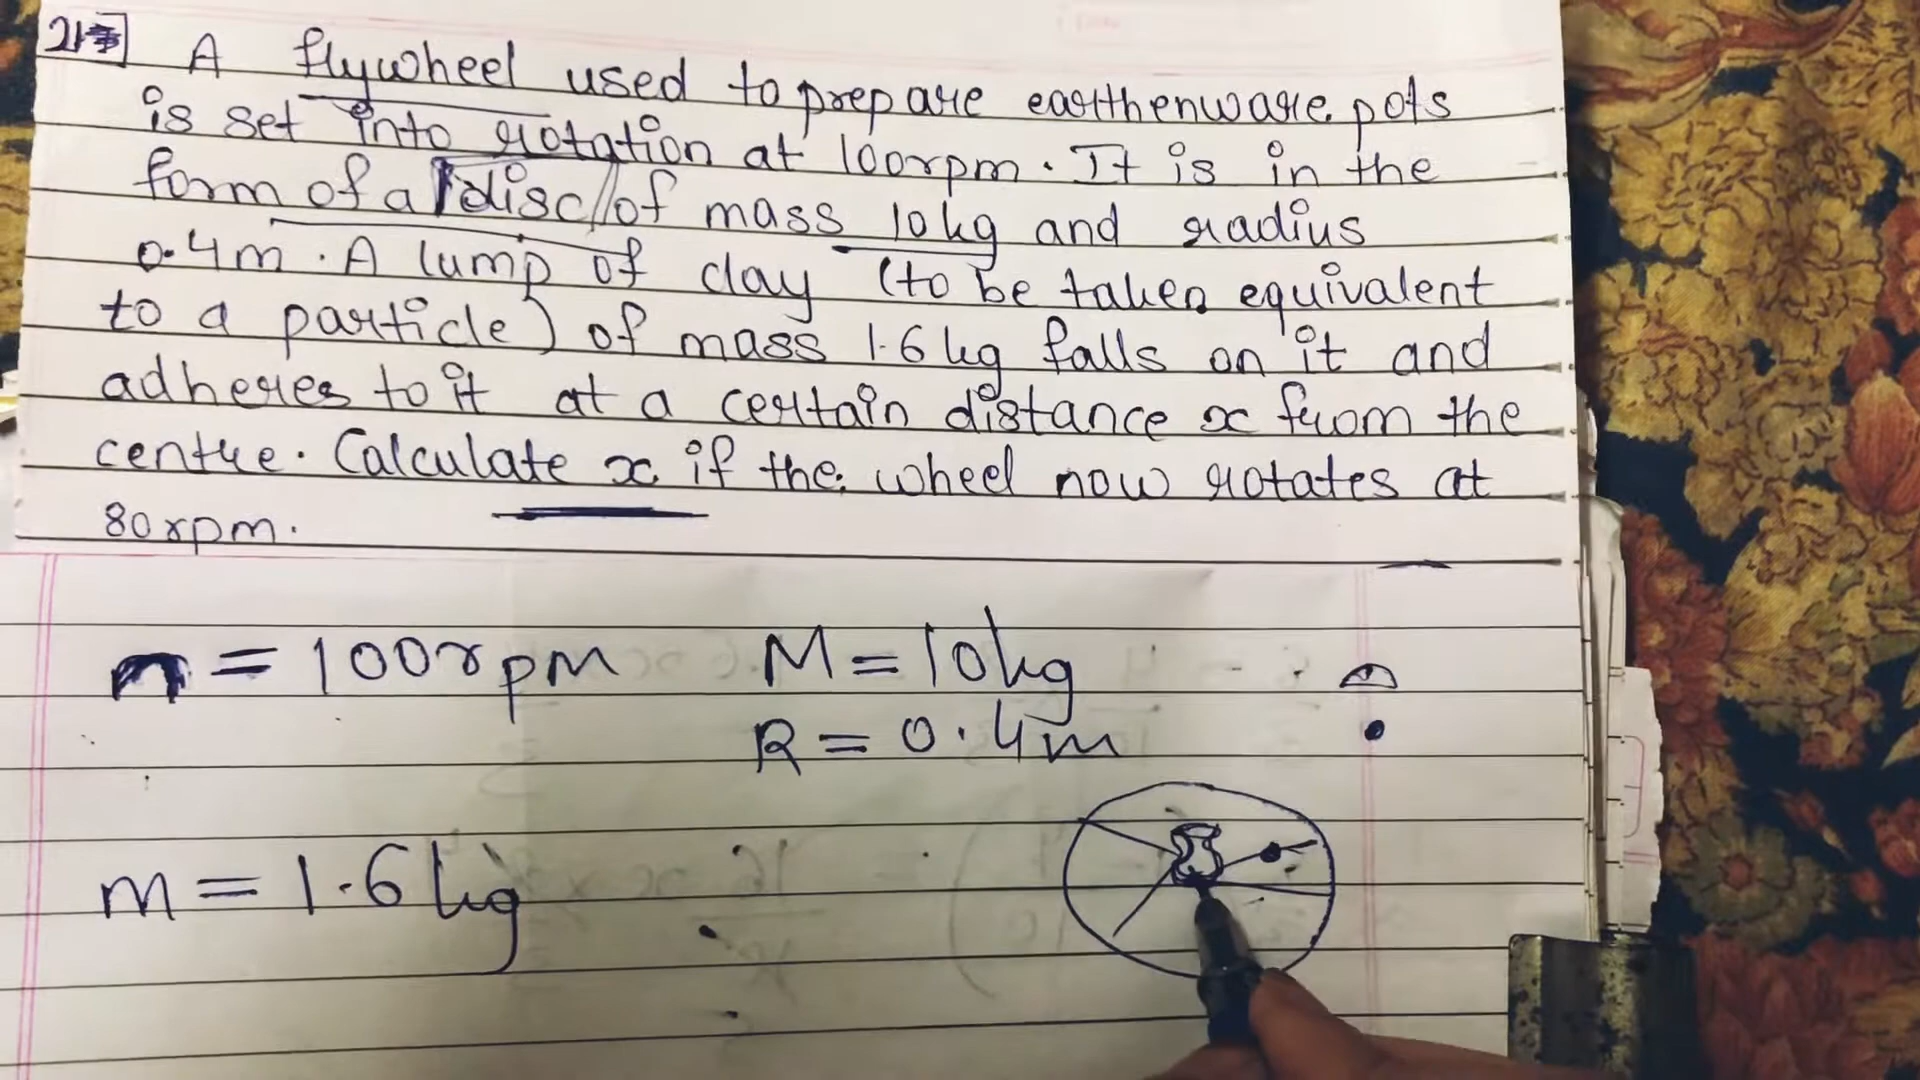 21
A flywheel used to prepare earthenware pots
is set into rotation at 100rpm. It is in the
form of a disc of mass 10kg and radius
0.4m. A lump of clay (to be taken equivalent
to a particle) of mass 1.6kg falls on it and
adheres to it at a certain distance x from the
centre. Calculate x if the wheel now rotates at
80rpm.
n = 100rpm M = 10kg
R = 0.4m
m = 1.6kg